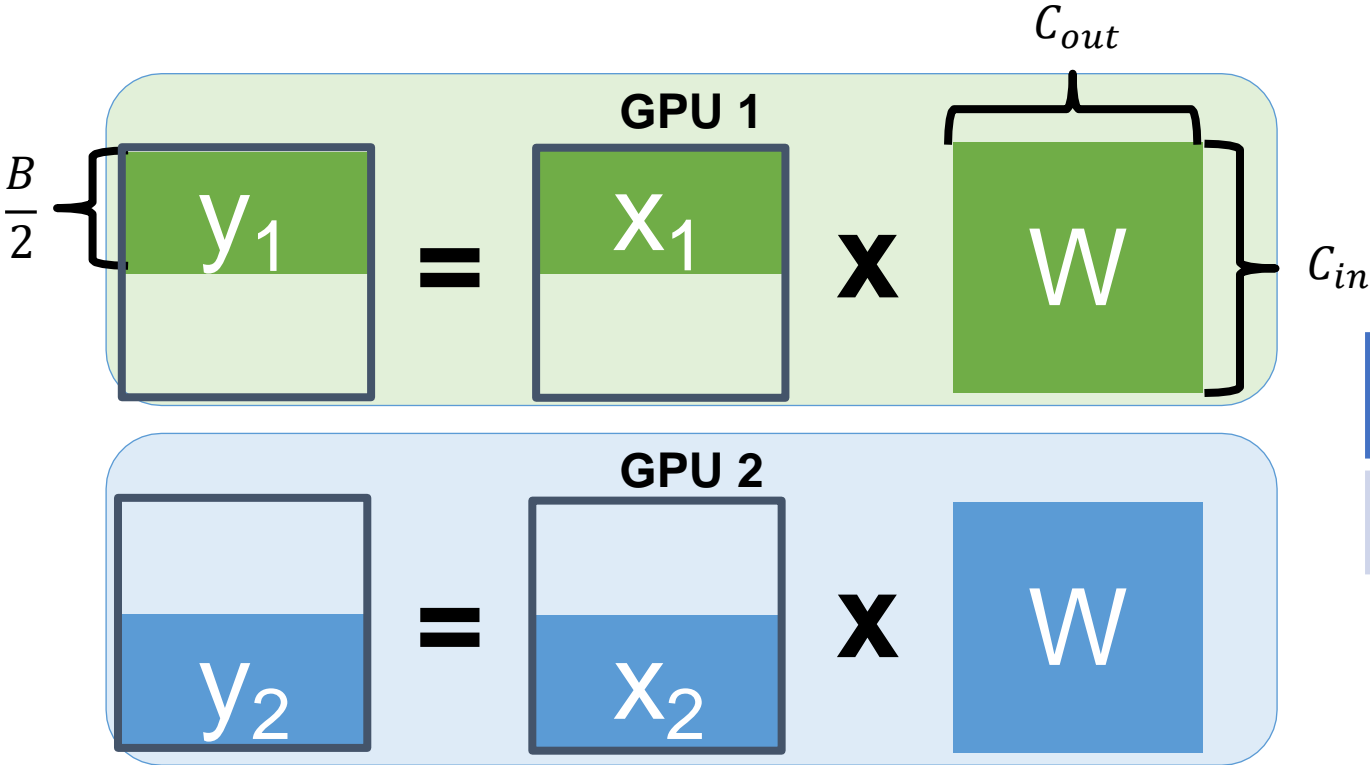 C_out
GPU 1
B/2
y₁ = x₁ x W
C_in
GPU 2
y₂ = x₂ x W